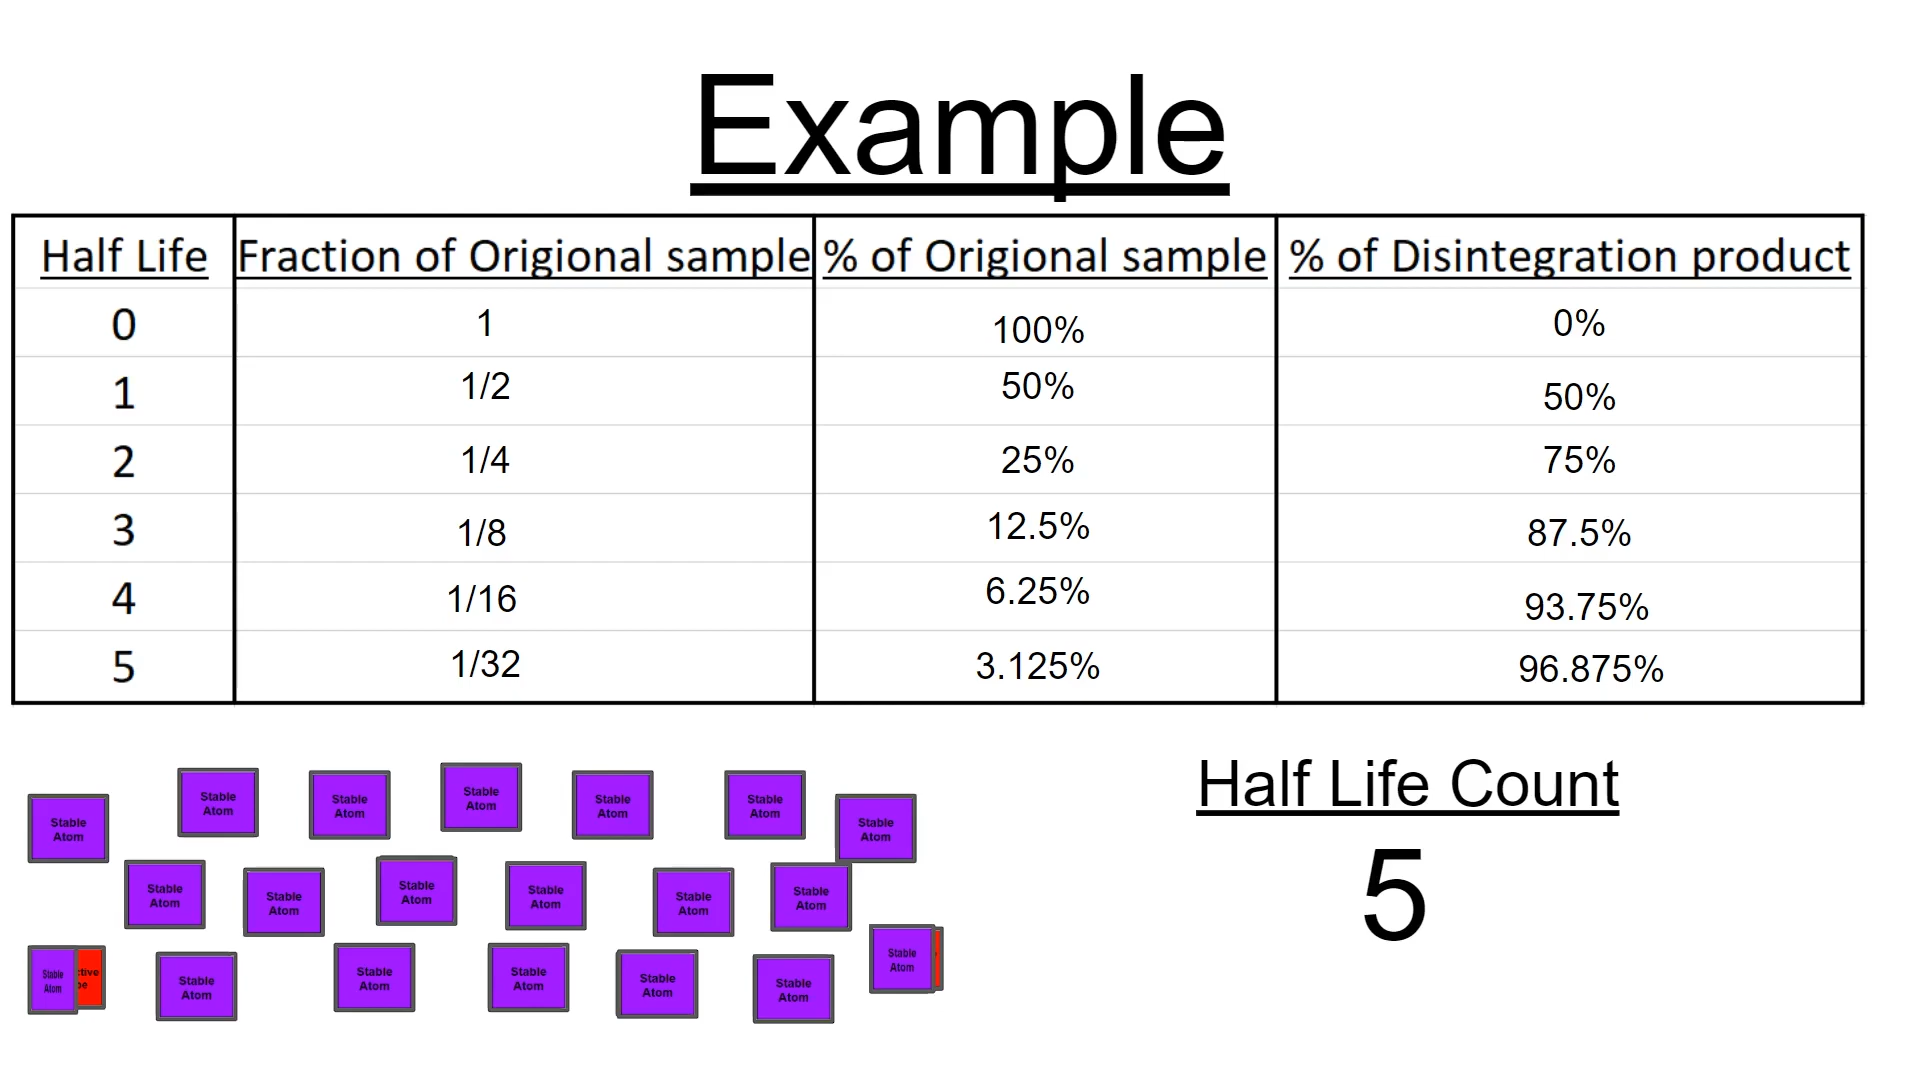 Example
Half Life Fraction of Origional sample % of Origional sample % of Disintegration product
0 1 100% 0%
1 1/2 50% 50%
2 1/4 25% 75%
3 1/8 12.5% 87.5%
4 1/16 6.25% 93.75%
5 1/32 3.125% 96.875%
Half Life Count
5
Stable
Atom
Stable
Atom
Stable
Atom
Stable
Atom
Stable
Atom
Stable
Atom
Stable
Atom
Stable
Atom
Stable
Atom
Stable
Atom
Stable
Atom
Stable
Atom
Stable
Atom
Stable
Atom
Stable
Atom
Stable
Atom
Stable
Atom
Stable
Atom
Stable
Atom
Stable
Atom